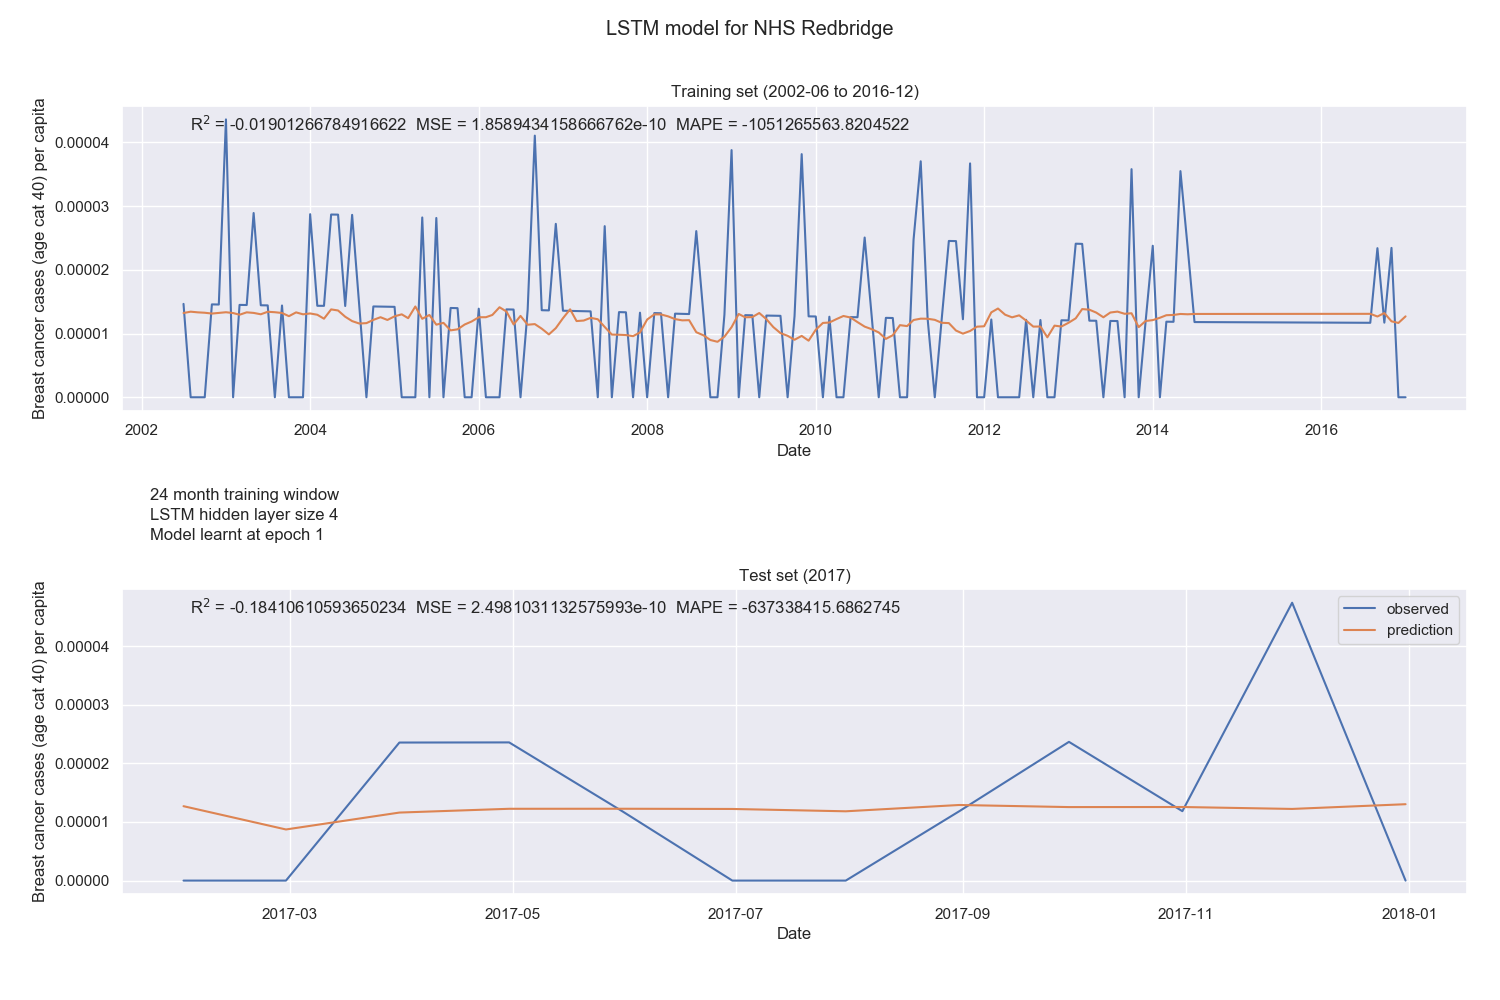 LSTM model for NHS Redbridge
Training set (2002-06 to 2016-12)
R² = -0.01901266784916622 MSE = 1.8589434158666762e-10 MAPE = -1051265563.8204522
Breast cancer cases (age cat 40) per capita
0.00004
0.00003
0.00002
0.00001
0.00000
2002 2004 2006 2008 2010 2012 2014 2016
Date
24 month training window
LSTM hidden layer size 4
Model learnt at epoch 1
Test set (2017)
R² = -0.18410610593650234 MSE = 2.4981031132575993e-10 MAPE = -637338415.6862745
observed
prediction
Breast cancer cases (age cat 40) per capita
0.00004
0.00003
0.00002
0.00001
0.00000
2017-03 2017-05 2017-07 2017-09 2017-11 2018-01
Date